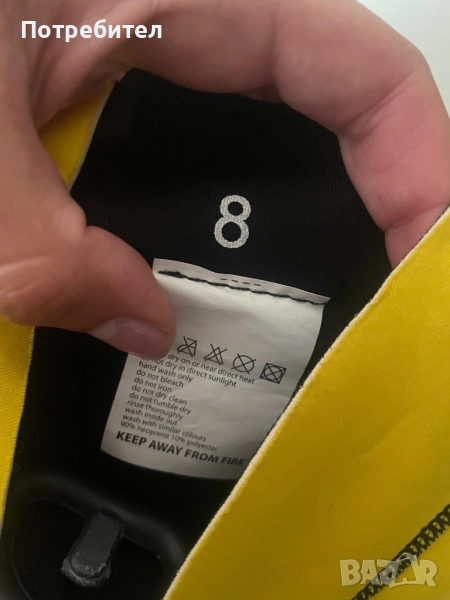 Потребител
8
dry on or near direct heat
not dry in direct sunlight
hand wash only
do not bleach
do not iron
do not dry clean
do not tumble dry
rinse thoroughly
wash inside out
wash with similar colours
90% neoprene 10% polyester
KEEP AWAY FROM FIRE
BAZAR